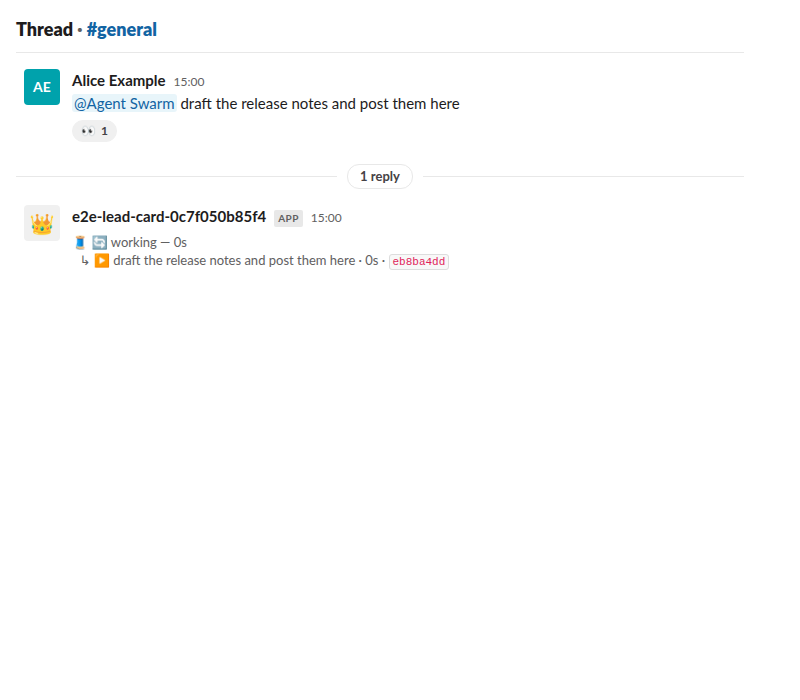 Thread • #general
AE
Alice Example 15:00
@Agent Swarm draft the release notes and post them here
👀 1
1 reply
e2e-lead-card-0c7f050b85f4 APP 15:00
🧵 🔄 working — 0s
↳ ▶️ draft the release notes and post them here · 0s · eb8ba4dd